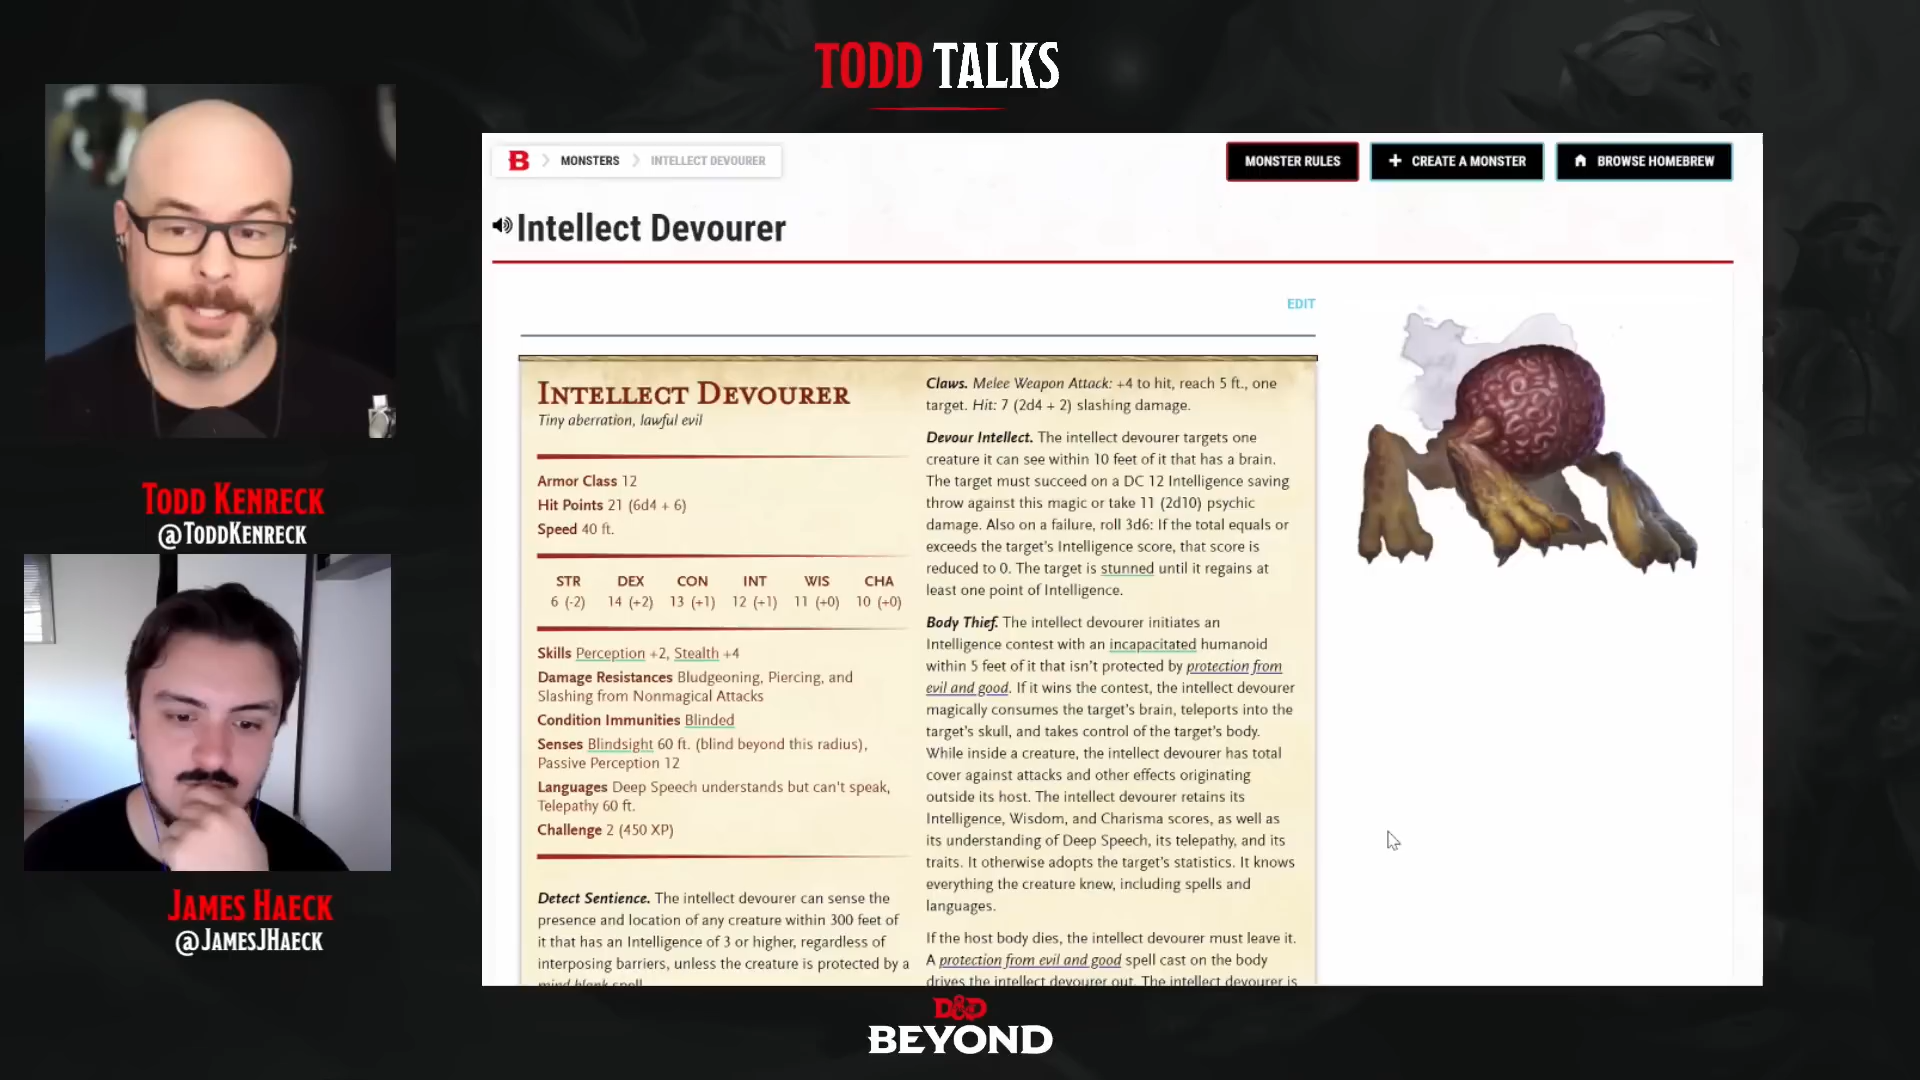 TODD TALKS
TODD KENRECK
@TODDKENRECK
JAMES HAECK
@JAMESJHAECK
B MONSTERS INTELLECT DEVOURER
MONSTER RULES
+ CREATE A MONSTER
BROWSE HOMEBREW
Intellect Devourer
EDIT
INTELLECT DEVOURER
Tiny aberration, lawful evil
Armor Class 12
Hit Points 21 (6d4 + 6)
Speed 40 ft.
STR DEX CON INT WIS CHA
6 (-2) 14 (+2) 13 (+1) 12 (+1) 11 (+0) 10 (+0)
Skills Perception +2, Stealth +4
Damage Resistances Bludgeoning, Piercing, and
Slashing from Nonmagical Attacks
Condition Immunities Blinded
Senses Blindsight 60 ft. (blind beyond this radius),
Passive Perception 12
Languages Deep Speech understands but can't speak,
Telepathy 60 ft.
Challenge 2 (450 XP)
Detect Sentience. The intellect devourer can sense the
presence and location of any creature within 300 feet of
it that has an Intelligence of 3 or higher, regardless of
interposing barriers, unless the creature is protected by a
mind blank spell.
Claws. Melee Weapon Attack: +4 to hit, reach 5 ft., one
target. Hit: 7 (2d4 + 2) slashing damage.
Devour Intellect. The intellect devourer targets one
creature it can see within 10 feet of it that has a brain.
The target must succeed on a DC 12 Intelligence saving
throw against this magic or take 11 (2d10) psychic
damage. Also on a failure, roll 3d6: If the total equals or
exceeds the target's Intelligence score, that score is
reduced to 0. The target is stunned until it regains at
least one point of Intelligence.
Body Thief. The intellect devourer initiates an
Intelligence contest with an incapacitated humanoid
within 5 feet of it that isn't protected by protection from
evil and good. If it wins the contest, the intellect devourer
magically consumes the target's brain, teleports into the
target's skull, and takes control of the target's body.
While inside a creature, the intellect devourer has total
cover against attacks and other effects originating
outside its host. The intellect devourer retains its
Intelligence, Wisdom, and Charisma scores, as well as
its understanding of Deep Speech, its telepathy, and its
traits. It otherwise adopts the target's statistics. It knows
everything the creature knew, including spells and
languages.
If the host body dies, the intellect devourer must leave it.
A protection from evil and good spell cast on the body
drives the intellect devourer out. The intellect devourer is
D&D
BEYOND